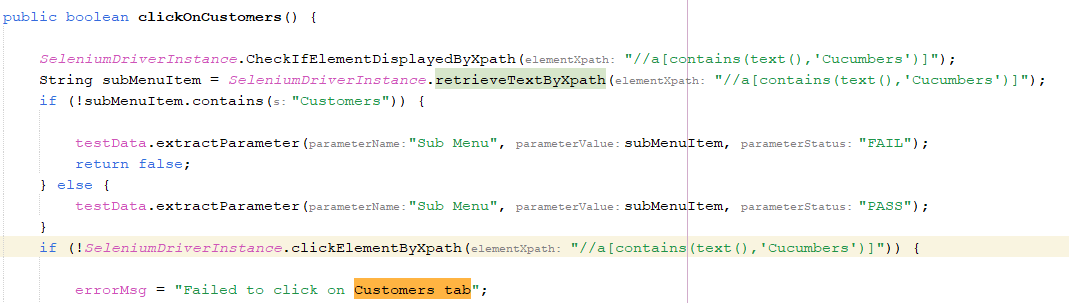 public boolean clickOnCustomers() {
SeleniumDriverInstance.CheckIfElementDisplayedByXpath( elementXpath: "//a[contains(text(),'Cucumbers')]");
String subMenuItem = SeleniumDriverInstance.retrieveTextByXpath( elementXpath: "//a[contains(text(),'Cucumbers')]");
if (!subMenuItem.contains( s: "Customers")) {
testData.extractParameter( parameterName: "Sub Menu", parameterValue: subMenuItem, parameterStatus: "FAIL");
return false;
} else {
testData.extractParameter( parameterName: "Sub Menu", parameterValue: subMenuItem, parameterStatus: "PASS");
}
if (!SeleniumDriverInstance.clickElementByXpath( elementXpath: "//a[contains(text(),'Cucumbers')]")) {
errorMsg = "Failed to click on Customers tab";